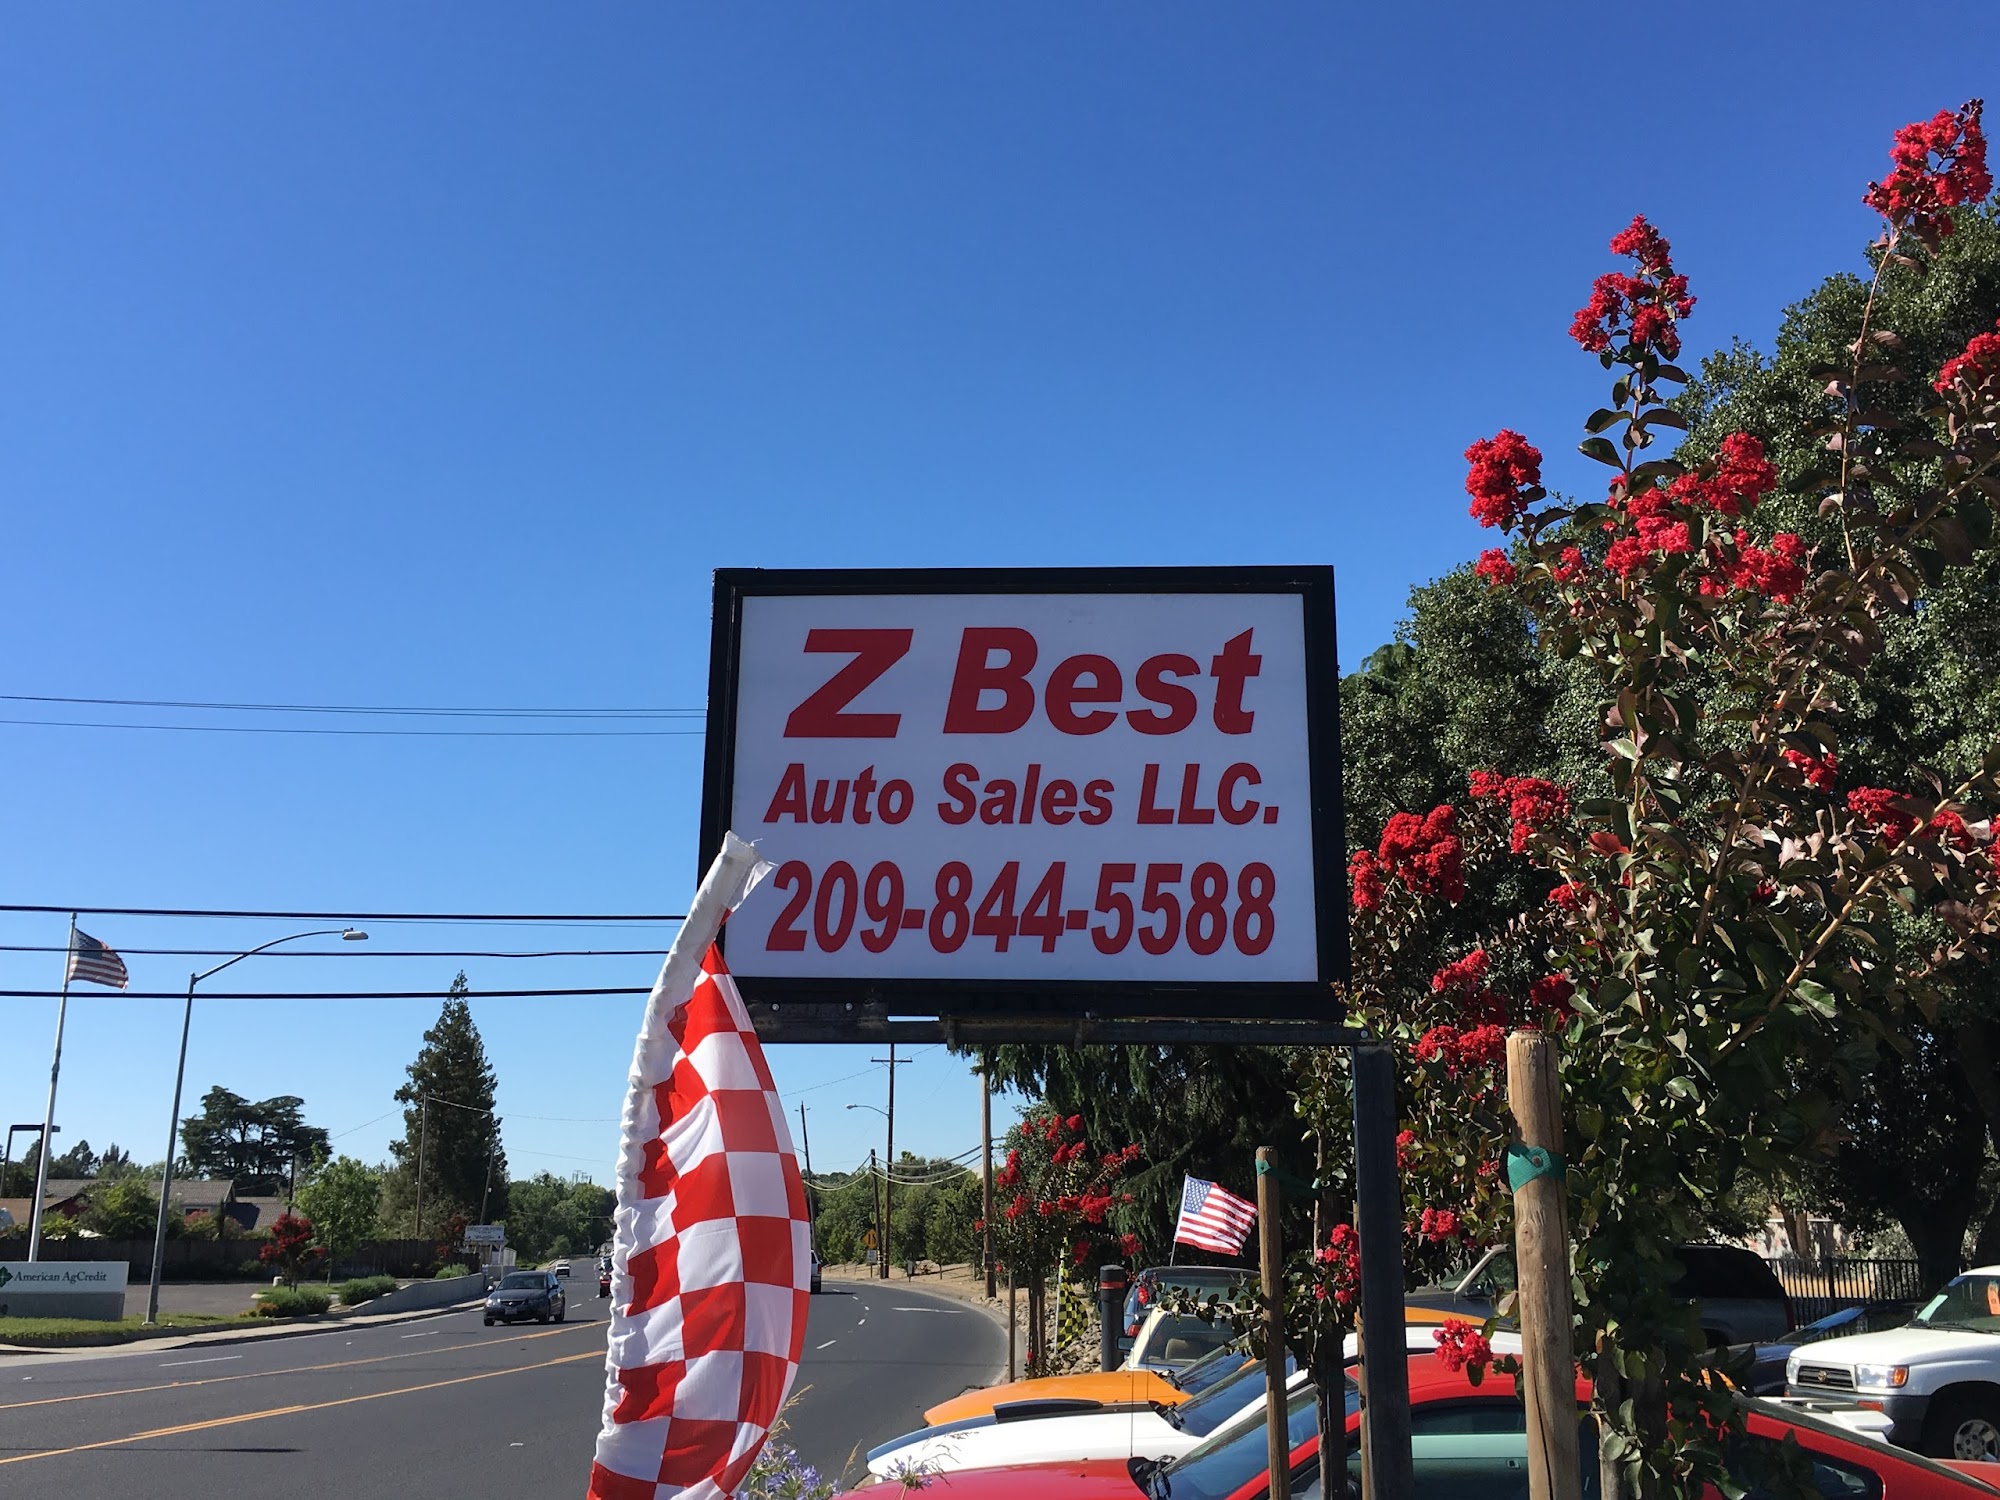 Z Best
Auto Sales LLC.
209-844-5588
American AgCredit